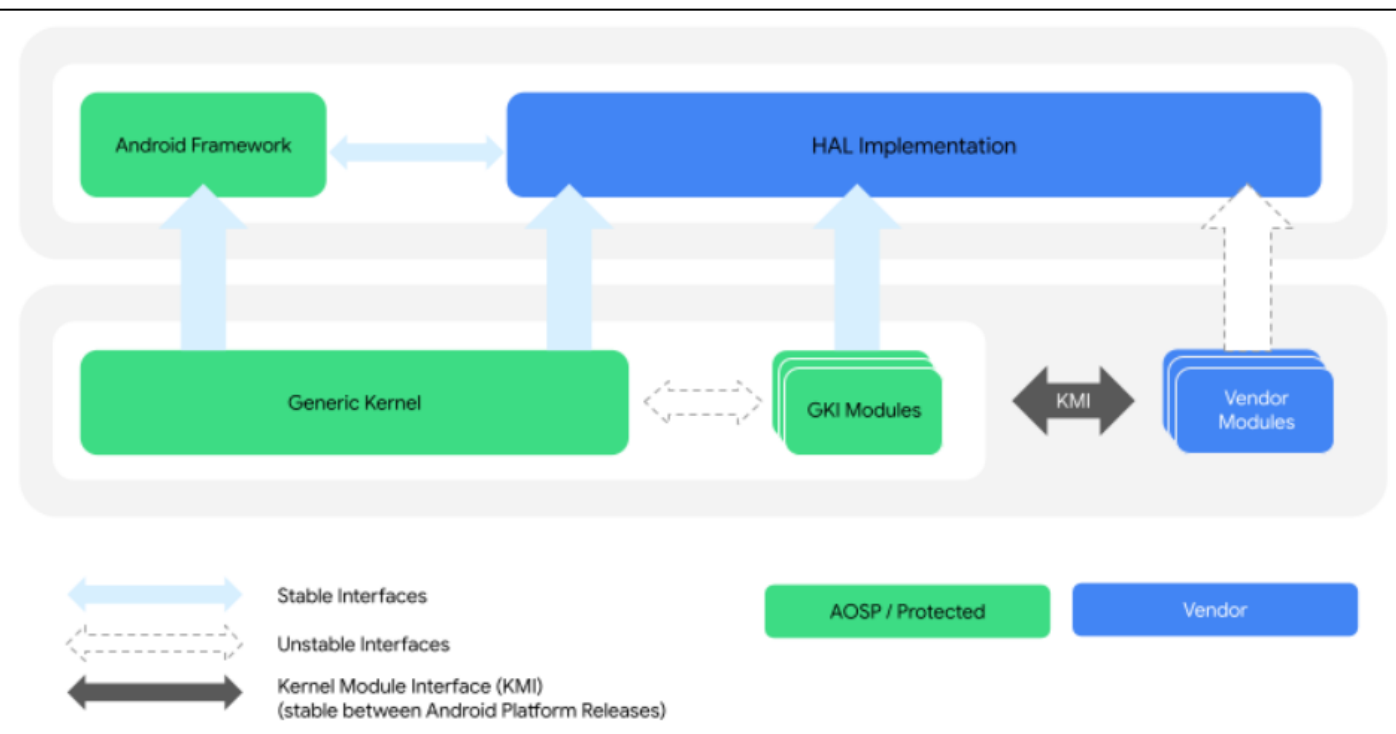 Android Framework
HAL Implementation
Generic Kernel
GKI Modules
KMI
Vendor
Modules
Stable Interfaces
Unstable Interfaces
Kernel Module Interface (KMI)
(stable between Android Platform Releases)
AOSP / Protected
Vendor